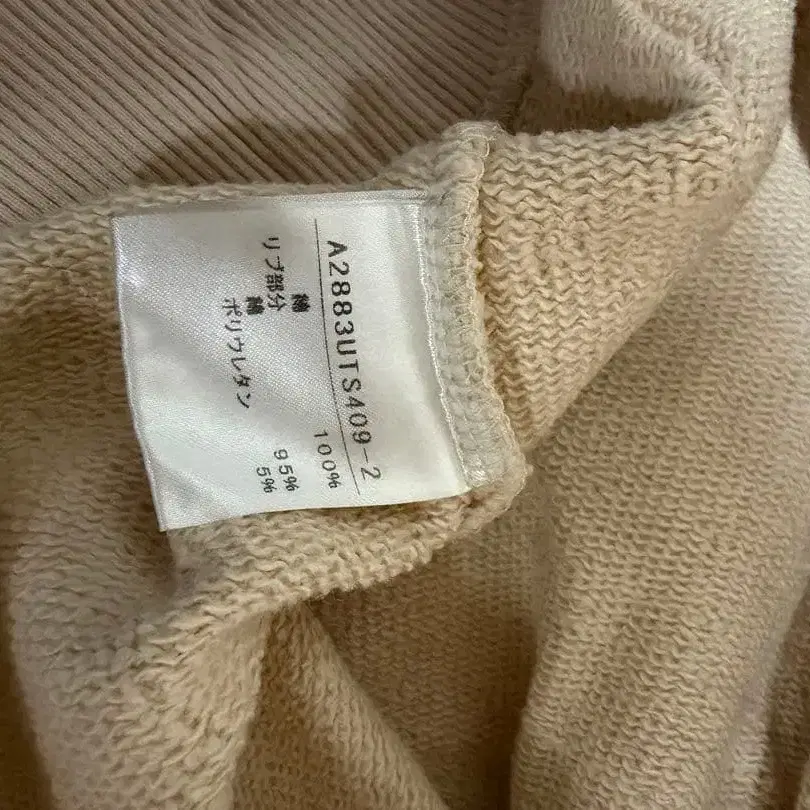 A2883UTS409-2
綿 100%
リブ部分
綿 95%
ポリウレタン 5%